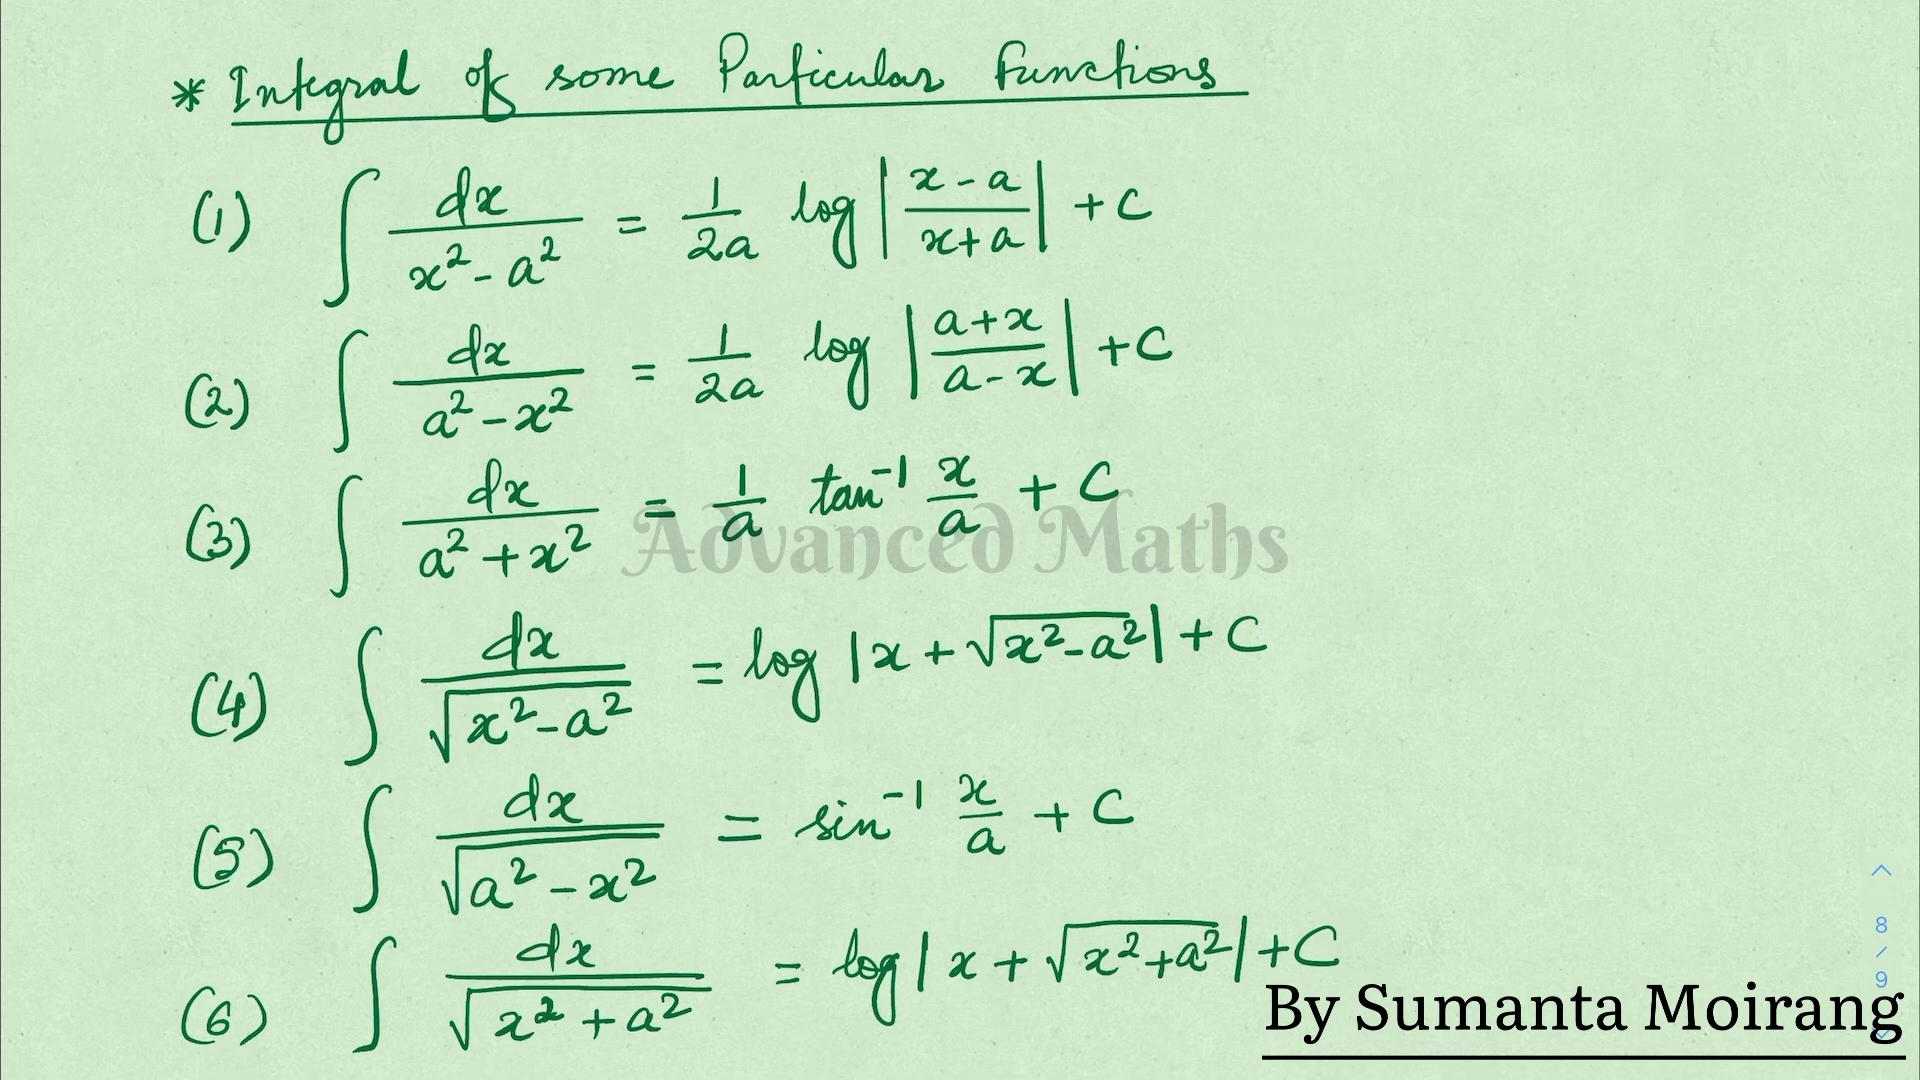 * Integral of some Particular Functions
(1) ∫ dx/(x² - a²) = 1/2a log |(x - a)/(x + a)| + C
(2) ∫ dx/(a² - x²) = 1/2a log |(a + x)/(a - x)| + C
(3) ∫ dx/(a² + x²) = 1/a tan⁻¹ x/a + C
Advanced Maths
(4) ∫ dx/√(x² - a²) = log |x + √(x² - a²)| + C
(5) ∫ dx/√(a² - x²) = sin⁻¹ x/a + C
(6) ∫ dx/√(x² + a²) = log |x + √(x² + a²)| + C
8
/
9
By Sumanta Moirang